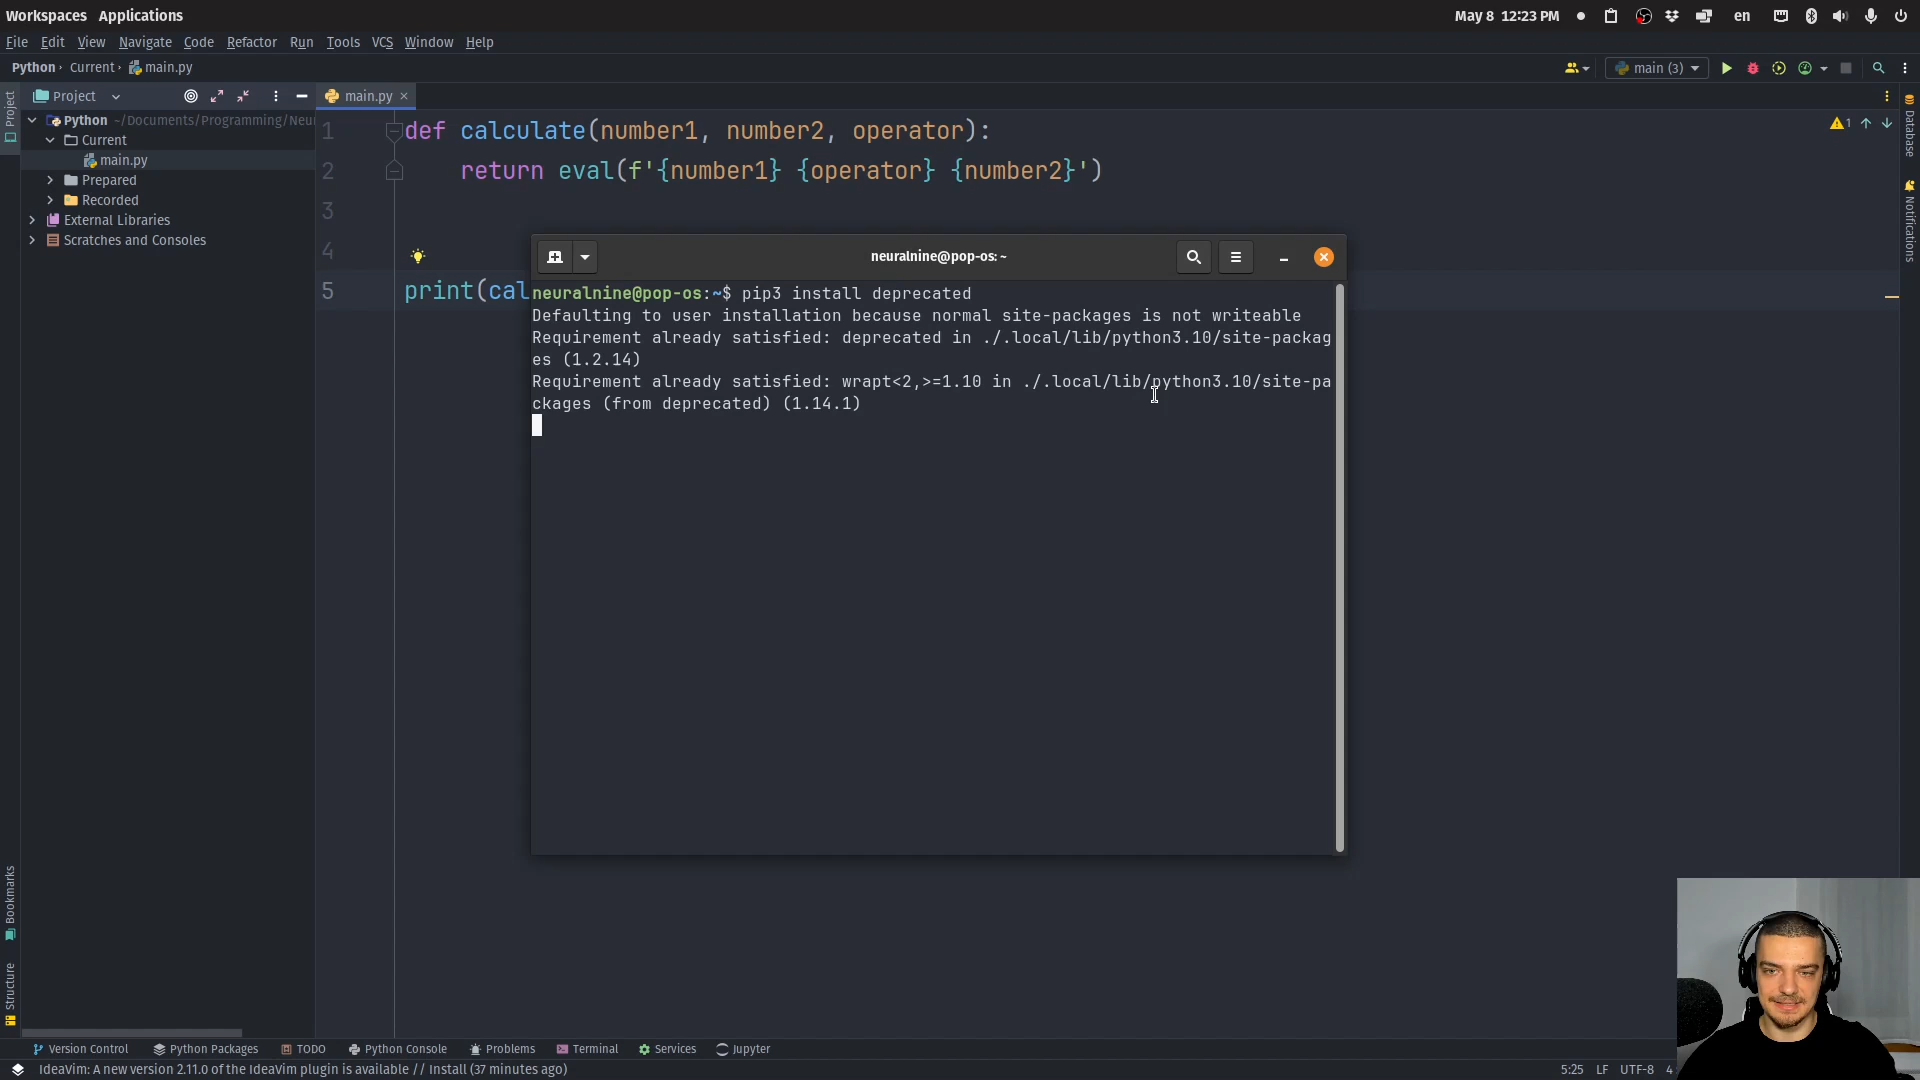 Workspaces Applications
May 8 12:23 PM
en
File Edit View Navigate Code Refactor Run Tools VCS Window Help
Python Current main.py
main (3)
Project
Project
main.py
Python ~/Documents/Programming/Neu
Current
main.py
Prepared
Recorded
External Libraries
Scratches and Consoles
1 def calculate(number1, number2, operator):
2 return eval(f'{number1} {operator} {number2}')
3
4
5 print(cal
1
Database
Notifications
neuralnine@pop-os: ~
neuralnine@pop-os:~$ pip3 install deprecated
Defaulting to user installation because normal site-packages is not writeable
Requirement already satisfied: deprecated in ./.local/lib/python3.10/site-packag
es (1.2.14)
Requirement already satisfied: wrapt<2,>=1.10 in ./.local/lib/python3.10/site-pa
ckages (from deprecated) (1.14.1)
Bookmarks
Structure
Version Control Python Packages TODO Python Console Problems Terminal Services Jupyter
IdeaVim: A new version 2.11.0 of the IdeaVim plugin is available // Install (37 minutes ago)
5:25 LF UTF-8 4